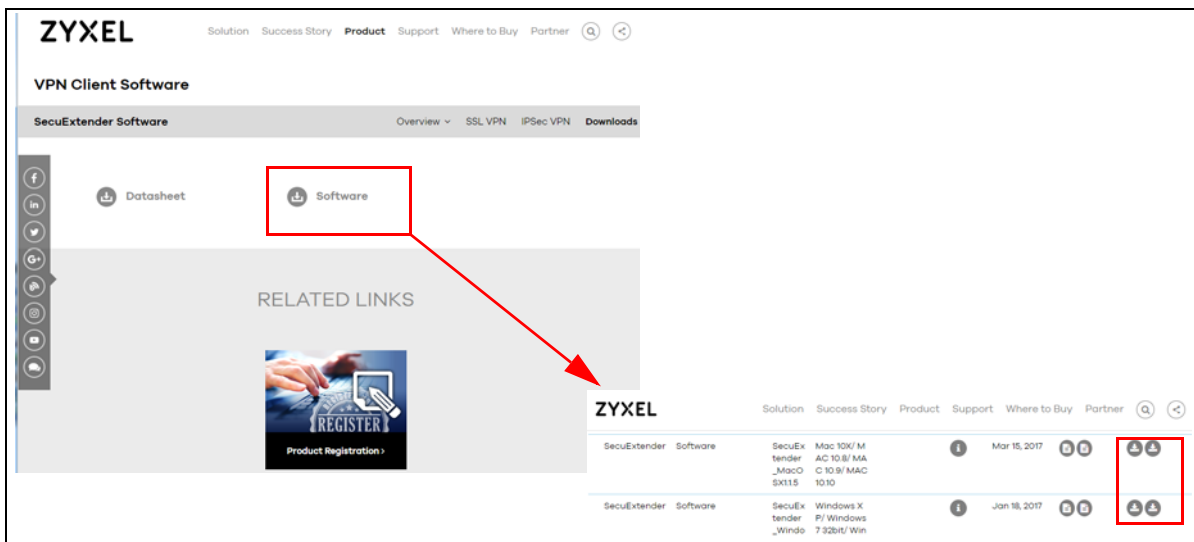 ZYXEL
Solution Success Story Product Support Where to Buy Partner
VPN Client Software
SecuExtender Software
Overview SSL VPN IPSec VPN Downloads
Datasheet
Software
RELATED LINKS
REGISTER
Product Registration >
ZYXEL
Solution Success Story Product Support Where to Buy Partner
SecuExtender Software SecuEx Mac 10X/ M Mar 15, 2017
tender AC 10.8/ MA
_MacO C 10.9/ MAC
SX1.1.5 10.10
SecuExtender Software SecuEx Windows X Jan 18, 2017
tender P/ Windows
_Windo 7 32bit/ Win